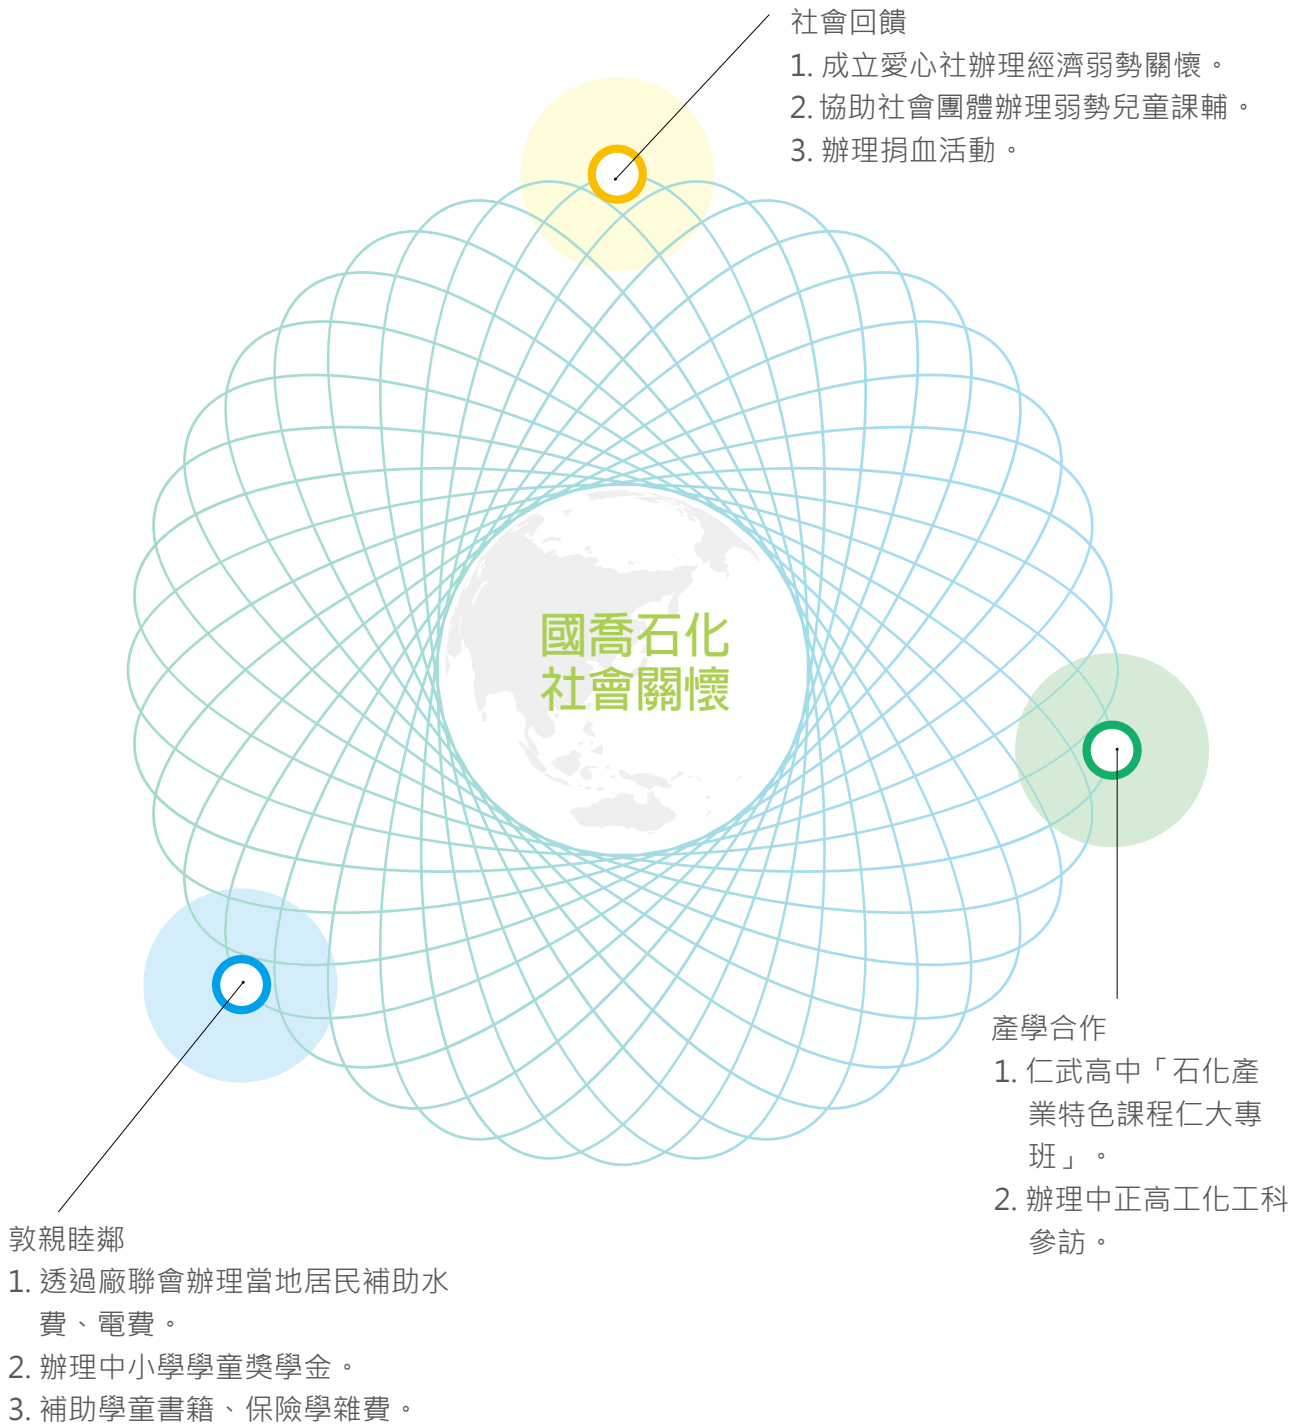 社會回饋
1. 成立愛心社辦理經濟弱勢關懷。
2. 協助社會團體辦理弱勢兒童課輔。
3. 辦理捐血活動。
國喬石化
社會關懷
產學合作
1. 仁武高中「石化產
業特色課程仁大專
班」。
2. 辦理中正高工化工科
參訪。
敦親睦鄰
1. 透過廠聯會辦理當地居民補助水
費、電費。
2. 辦理中小學學童獎學金。
3. 補助學童書籍、保險學雜費。